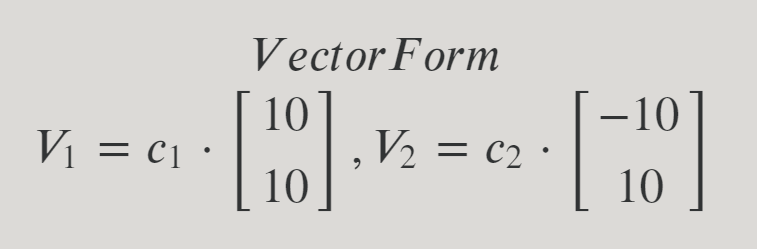 VectorForm
V₁ = c₁ · [10 10] , V₂ = c₂ · [−10 10]